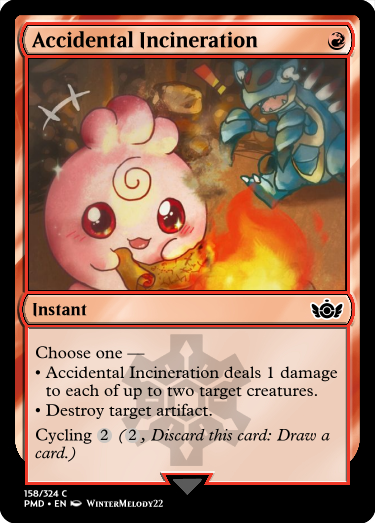 Accidental Incineration
Instant
Choose one —
• Accidental Incineration deals 1 damage
to each of up to two target creatures.
• Destroy target artifact.
Cycling 2 (2, Discard this card: Draw a
card.)
158/324 C
PMD • EN WinterMelody22